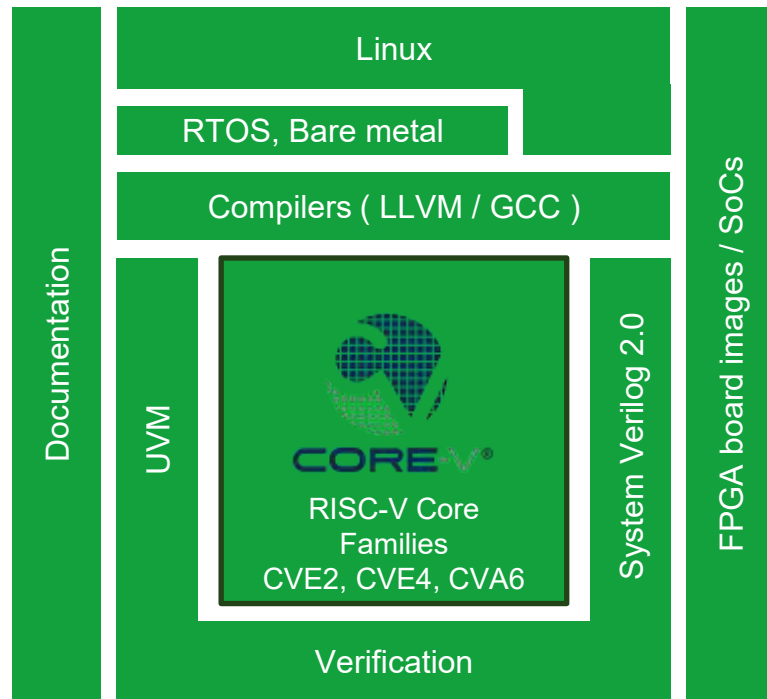 Linux
RTOS, Bare metal
Compilers ( LLVM / GCC )
Documentation
UVM
CORE-V®
RISC-V Core
Families
CVE2, CVE4, CVA6
System Verilog 2.0
FPGA board images / SoCs
Verification